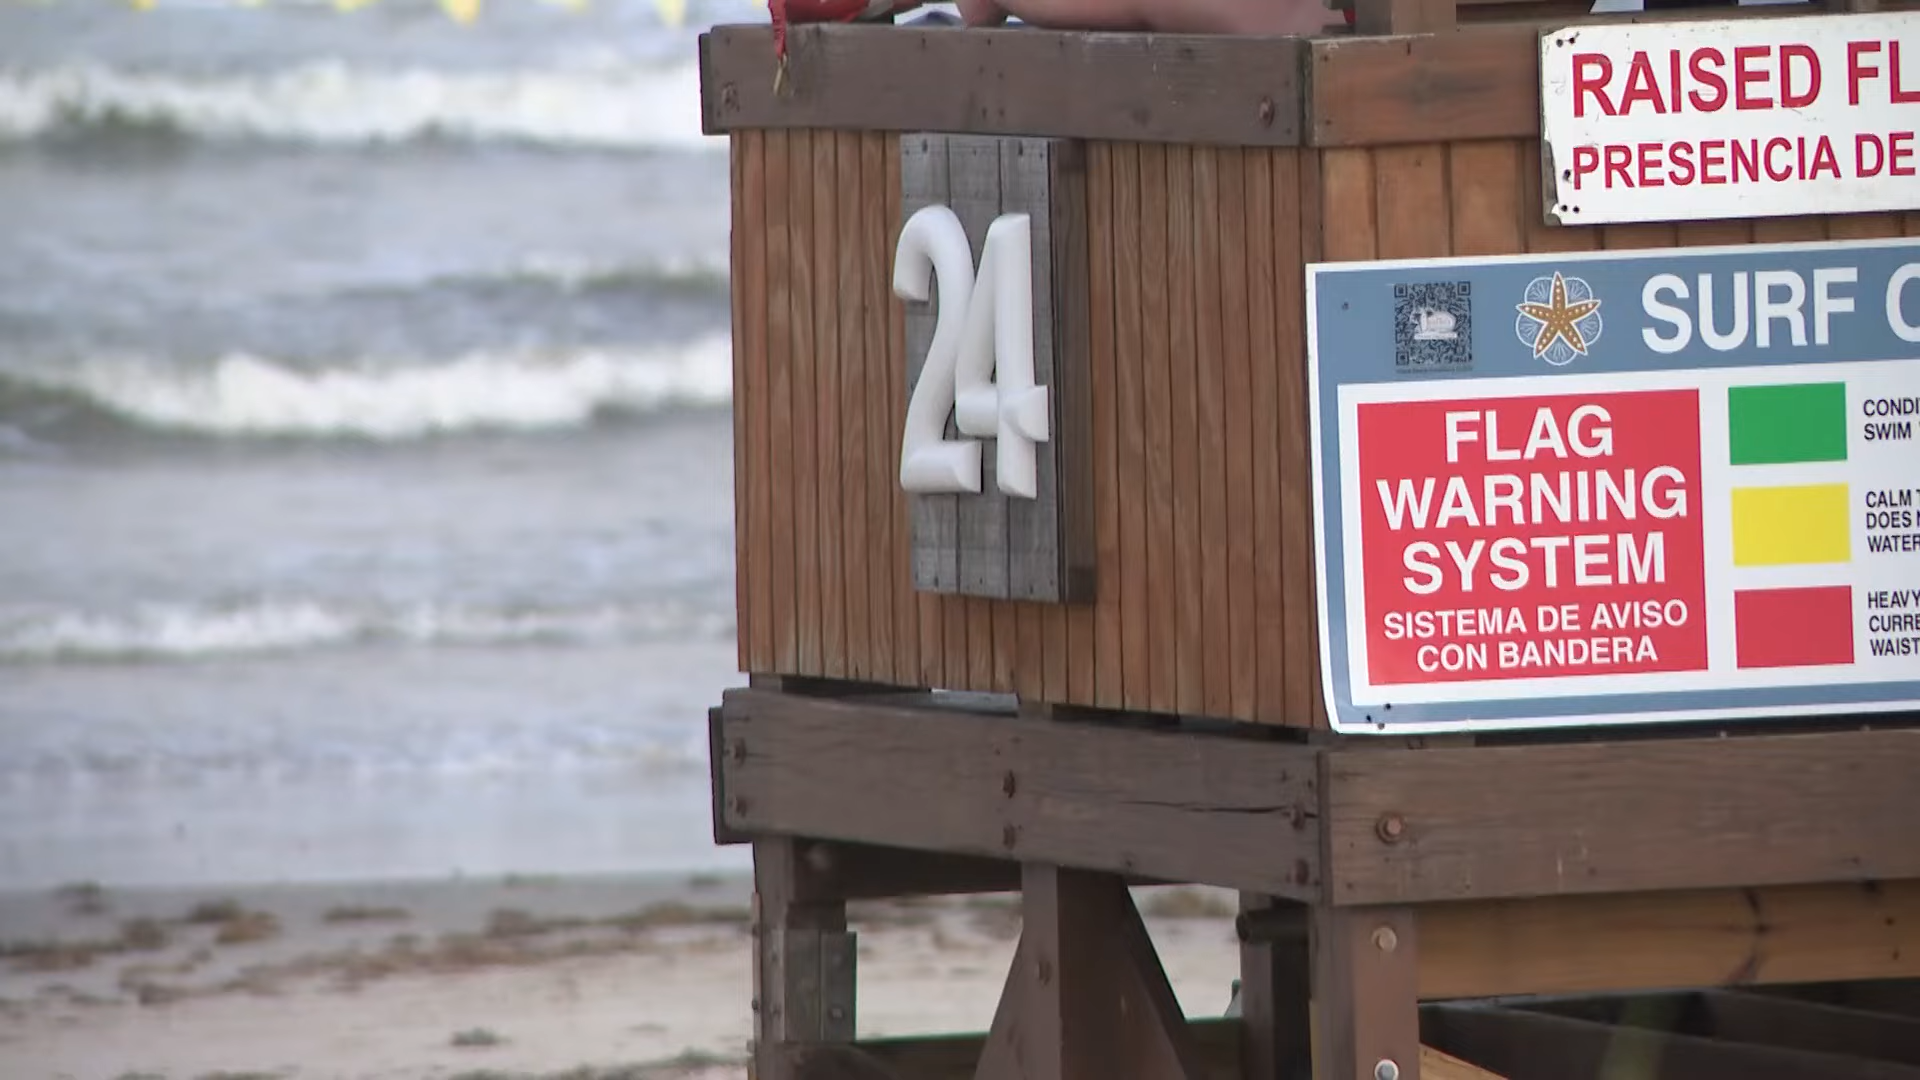 24
RAISED FL
PRESENCIA DE
SURF
FLAG
WARNING
SYSTEM
SISTEMA DE AVISO
CON BANDERA
CONDI
SWIM
CALM
DOES
WATER
HEAVY
CURRE
WAIST